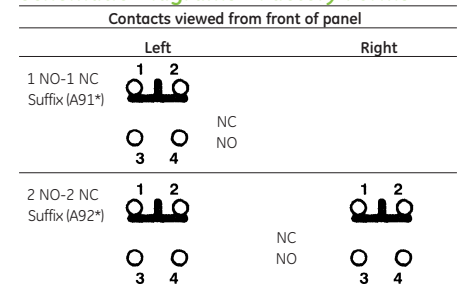 Contacts viewed from front of panel
Left Right
1 2
1 NO-1 NC
Suffix (A91*)
NC
NO
3 4
1 2 1 2
2 NO-2 NC
Suffix (A92*)
NC
NO
3 4 3 4